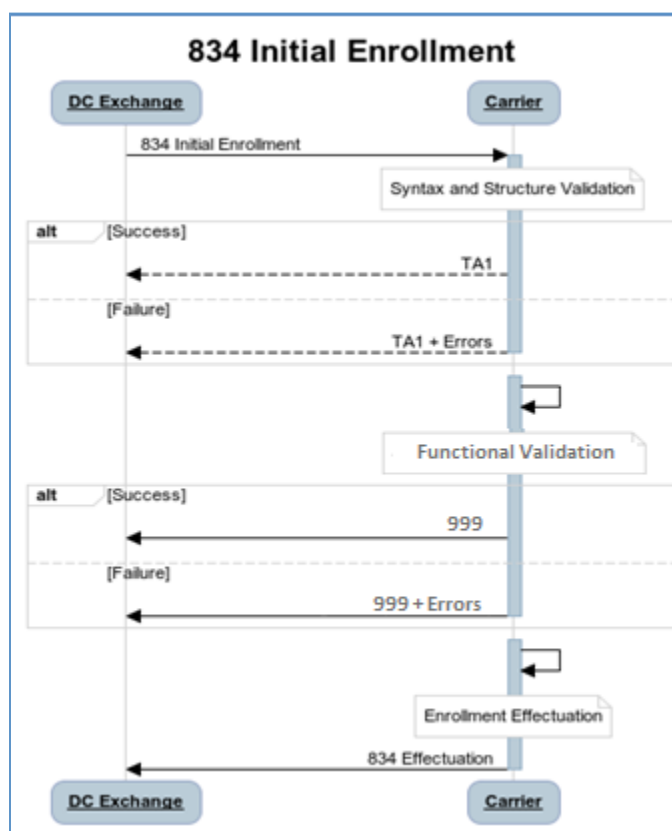 834 Initial Enrollment
DC Exchange
Carrier
834 Initial Enrollment
Syntax and Structure Validation
alt
[Success]
TA1
[Failure]
TA1 + Errors
Functional Validation
alt
[Success]
999
[Failure]
999 + Errors
Enrollment Effectuation
834 Effectuation
DC Exchange
Carrier